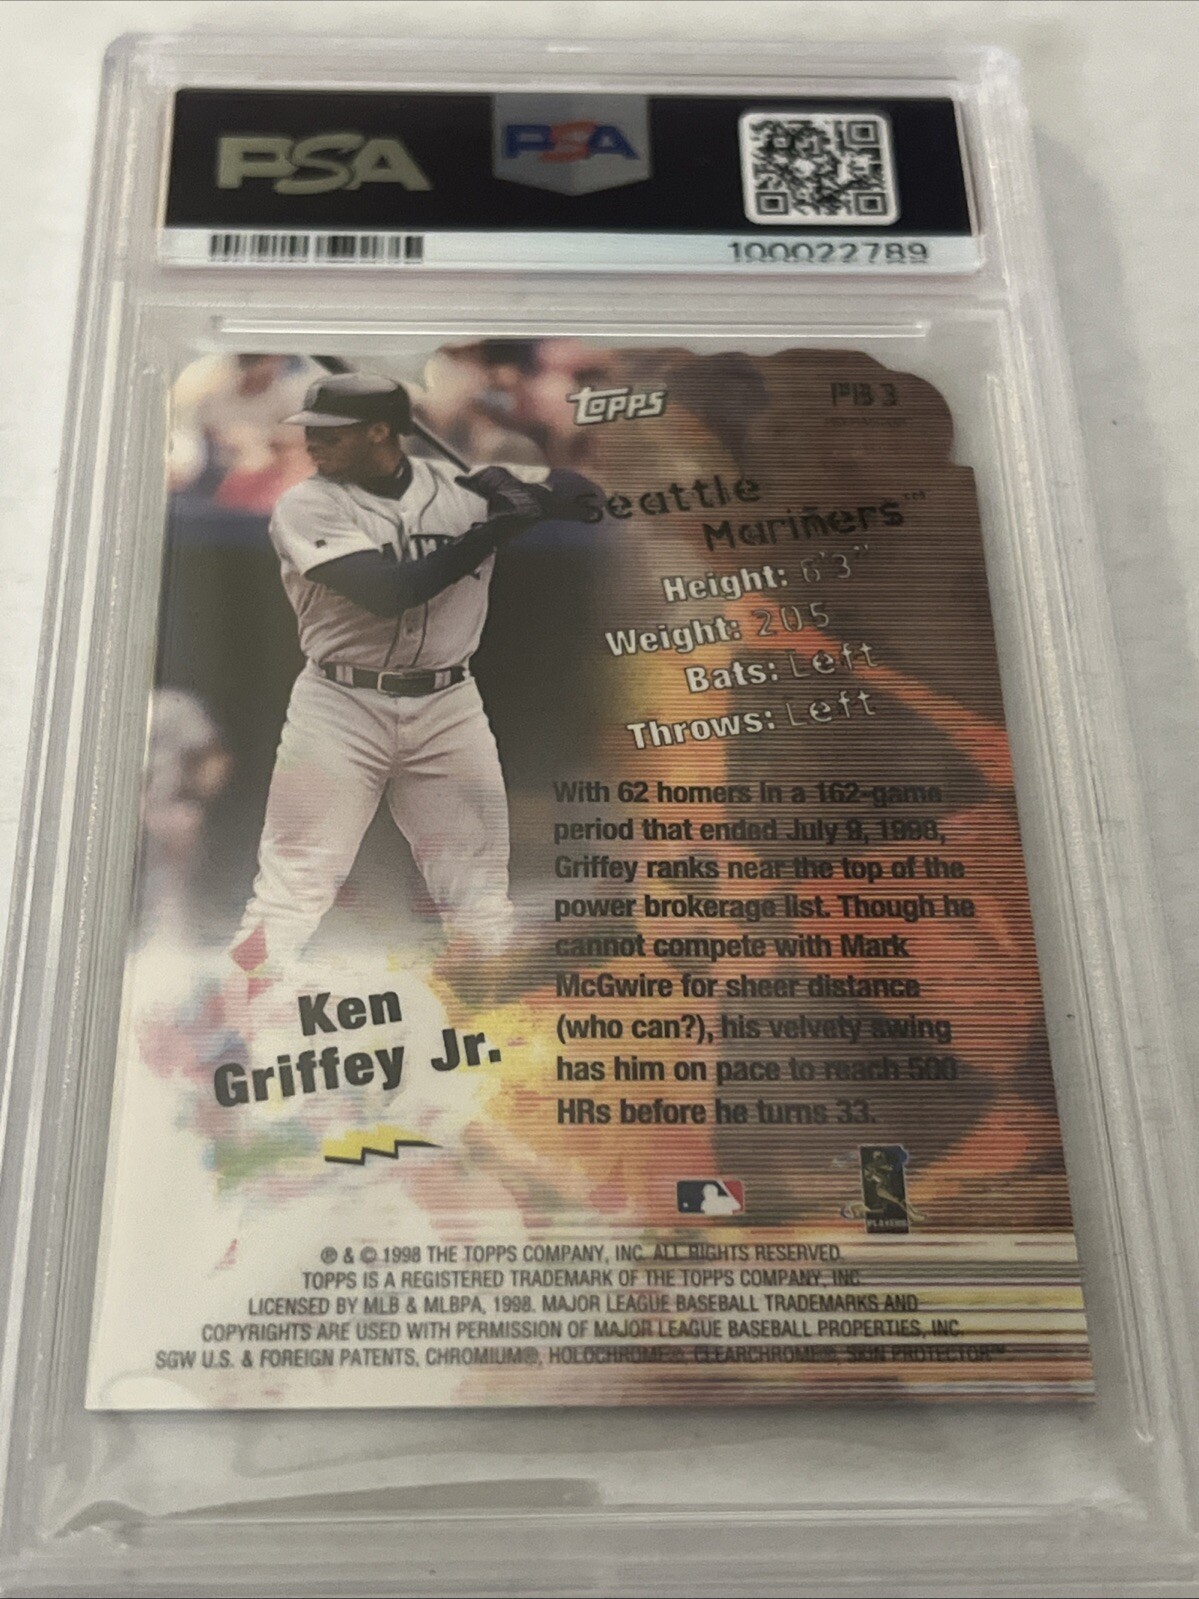 PSA
PSA
100022789
Topps
PB3
Seattle
Mariners™
Height: 6'3"
Weight: 205
Bats: Left
Throws: Left
With 62 homers in a 162-game
period that ended July 9, 1998,
Griffey ranks near the top of the
power brokerage list. Though he
cannot compete with Mark
McGwire for sheer distance
(who can?), his velvety swing
has him on pace to reach 500
HRs before he turns 33.
Ken
Griffey Jr.
PLAYERS
® & © 1998 THE TOPPS COMPANY, INC. ALL RIGHTS RESERVED.
TOPPS IS A REGISTERED TRADEMARK OF THE TOPPS COMPANY, INC.
LICENSED BY MLB & MLBPA, 1998. MAJOR LEAGUE BASEBALL TRADEMARKS AND
COPYRIGHTS ARE USED WITH PERMISSION OF MAJOR LEAGUE BASEBALL PROPERTIES, INC.
SGW U.S. & FOREIGN PATENTS, CHROMIUM®, HOLOCHROME®, CLEARCHROME®, SKIN PROTECTOR™